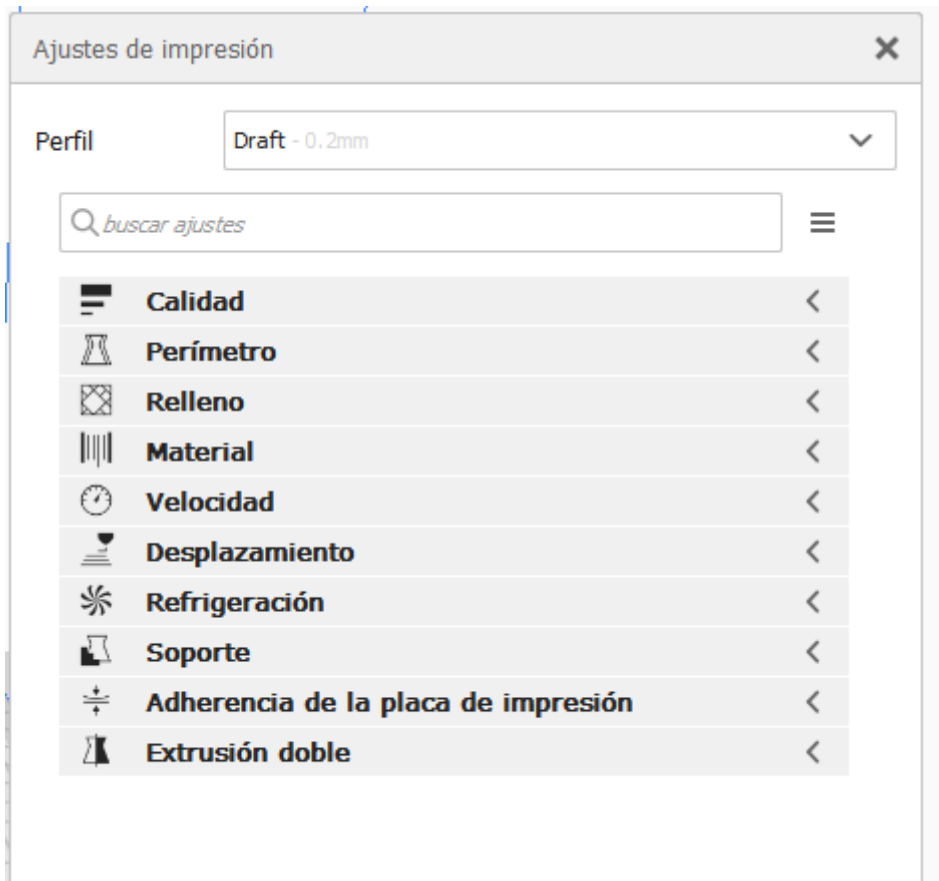 Ajustes de impresión
Perfil
Draft - 0.2mm
buscar ajustes
Calidad
Perímetro
Relleno
Material
Velocidad
Desplazamiento
Refrigeración
Soporte
Adherencia de la placa de impresión
Extrusión doble